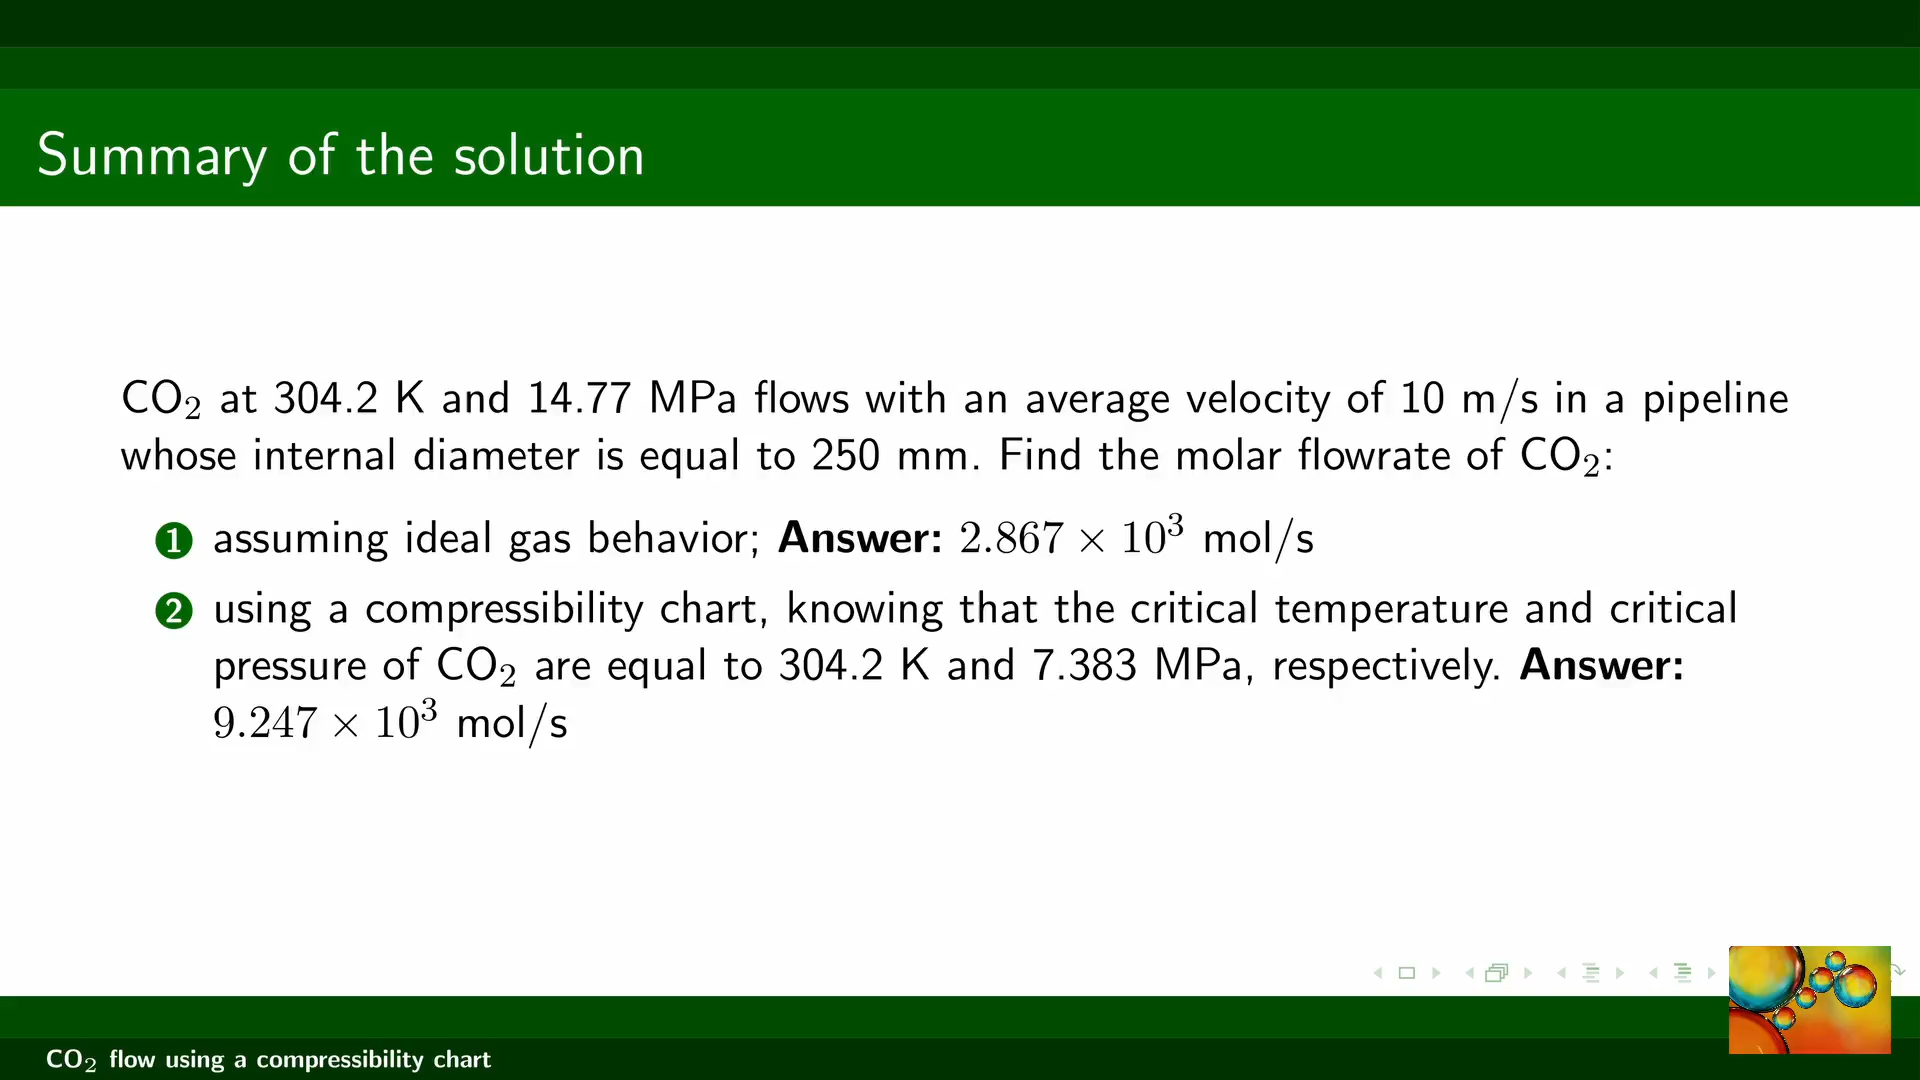 Summary of the solution
CO₂ at 304.2 K and 14.77 MPa flows with an average velocity of 10 m/s in a pipeline
whose internal diameter is equal to 250 mm. Find the molar flowrate of CO₂:
1 assuming ideal gas behavior; Answer: 2.867 × 10³ mol/s
2 using a compressibility chart, knowing that the critical temperature and critical
pressure of CO₂ are equal to 304.2 K and 7.383 MPa, respectively. Answer:
9.247 × 10³ mol/s
CO₂ flow using a compressibility chart